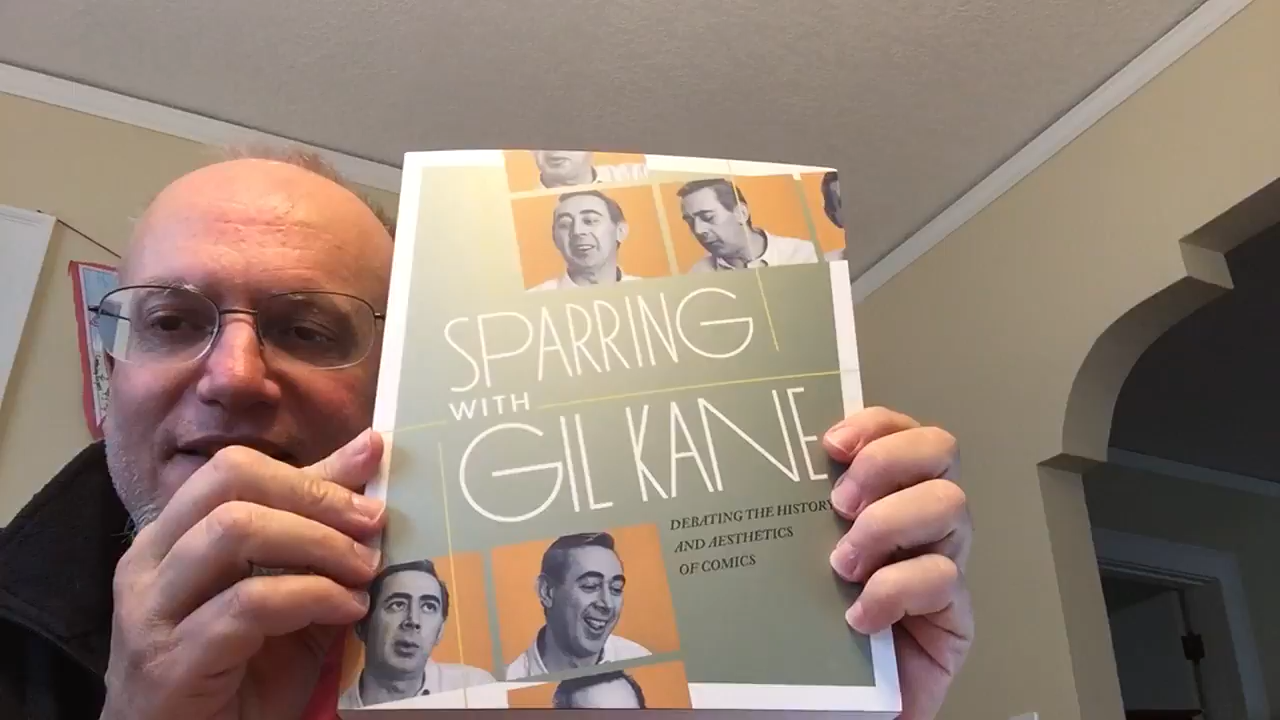 SPARRING
WITH
GIL KANE
DEBATING THE HISTORY
AND AESTHETICS
OF COMICS